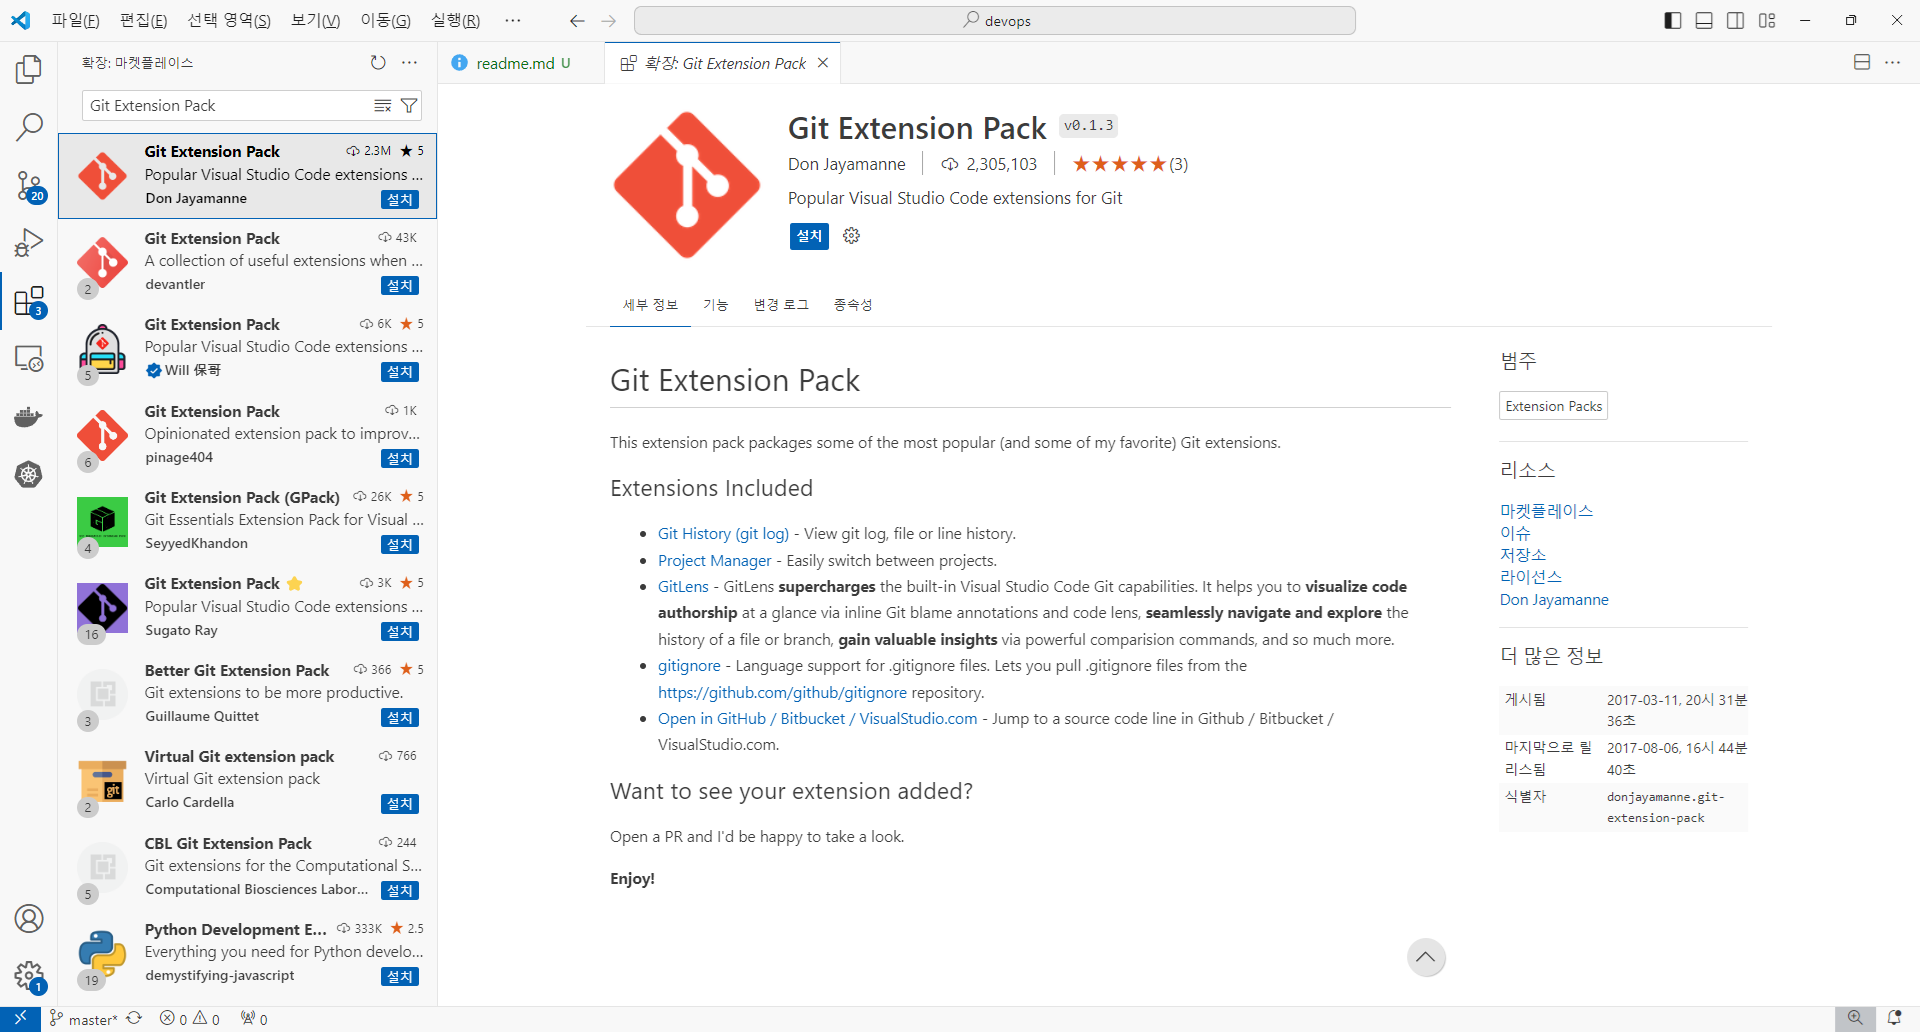 파일(F) 편집(E) 선택 영역(S) 보기(V) 이동(G) 실행(R) ··· devops
확장: 마켓플레이스
Git Extension Pack
Git Extension Pack 2.3M ★ 5
Popular Visual Studio Code extensions ...
Don Jayamanne 설치
Git Extension Pack 43K
A collection of useful extensions when ...
devantler 설치
2
Git Extension Pack 6K ★ 5
Popular Visual Studio Code extensions ...
Will 保哥 설치
5
Git Extension Pack 1K
Opinionated extension pack to improv...
pinage404 설치
6
Git Extension Pack (GPack) 26K ★ 5
Git Essentials Extension Pack for Visual ...
SeyyedKhandon 설치
4
Git Extension Pack ⭐ 3K ★ 5
Popular Visual Studio Code extensions ...
Sugato Ray 설치
16
Better Git Extension Pack 366 ★ 5
Git extensions to be more productive.
Guillaume Quittet 설치
3
Virtual Git extension pack 766
Virtual Git extension pack
Carlo Cardella 설치
git
2
CBL Git Extension Pack 244
Git extensions for the Computational S...
Computational Biosciences Labor... 설치
5
Python Development E... 333K ★ 2.5
Everything you need for Python develo...
demystifying-javascript 설치
19
20
3
1
readme.md U
확장: Git Extension Pack
Git Extension Pack v0.1.3
Don Jayamanne 2,305,103 ★★★★★(3)
Popular Visual Studio Code extensions for Git
설치
세부 정보 기능 변경 로그 종속성
Git Extension Pack
This extension pack packages some of the most popular (and some of my favorite) Git extensions.
Extensions Included
• Git History (git log) - View git log, file or line history.
• Project Manager - Easily switch between projects.
• GitLens - GitLens supercharges the built-in Visual Studio Code Git capabilities. It helps you to visualize code
authorship at a glance via inline Git blame annotations and code lens, seamlessly navigate and explore the
history of a file or branch, gain valuable insights via powerful comparision commands, and so much more.
• gitignore - Language support for .gitignore files. Lets you pull .gitignore files from the
https://github.com/github/gitignore repository.
• Open in GitHub / Bitbucket / VisualStudio.com - Jump to a source code line in Github / Bitbucket /
VisualStudio.com.
Want to see your extension added?
Open a PR and I'd be happy to take a look.
Enjoy!
범주
Extension Packs
리소스
마켓플레이스
이슈
저장소
라이선스
Don Jayamanne
더 많은 정보
게시됨 2017-03-11, 20시 31분
36초
마지막으로 릴 2017-08-06, 16시 44분
리스됨 40초
식별자 donjayamanne.git-
extension-pack
master* 0 0 0